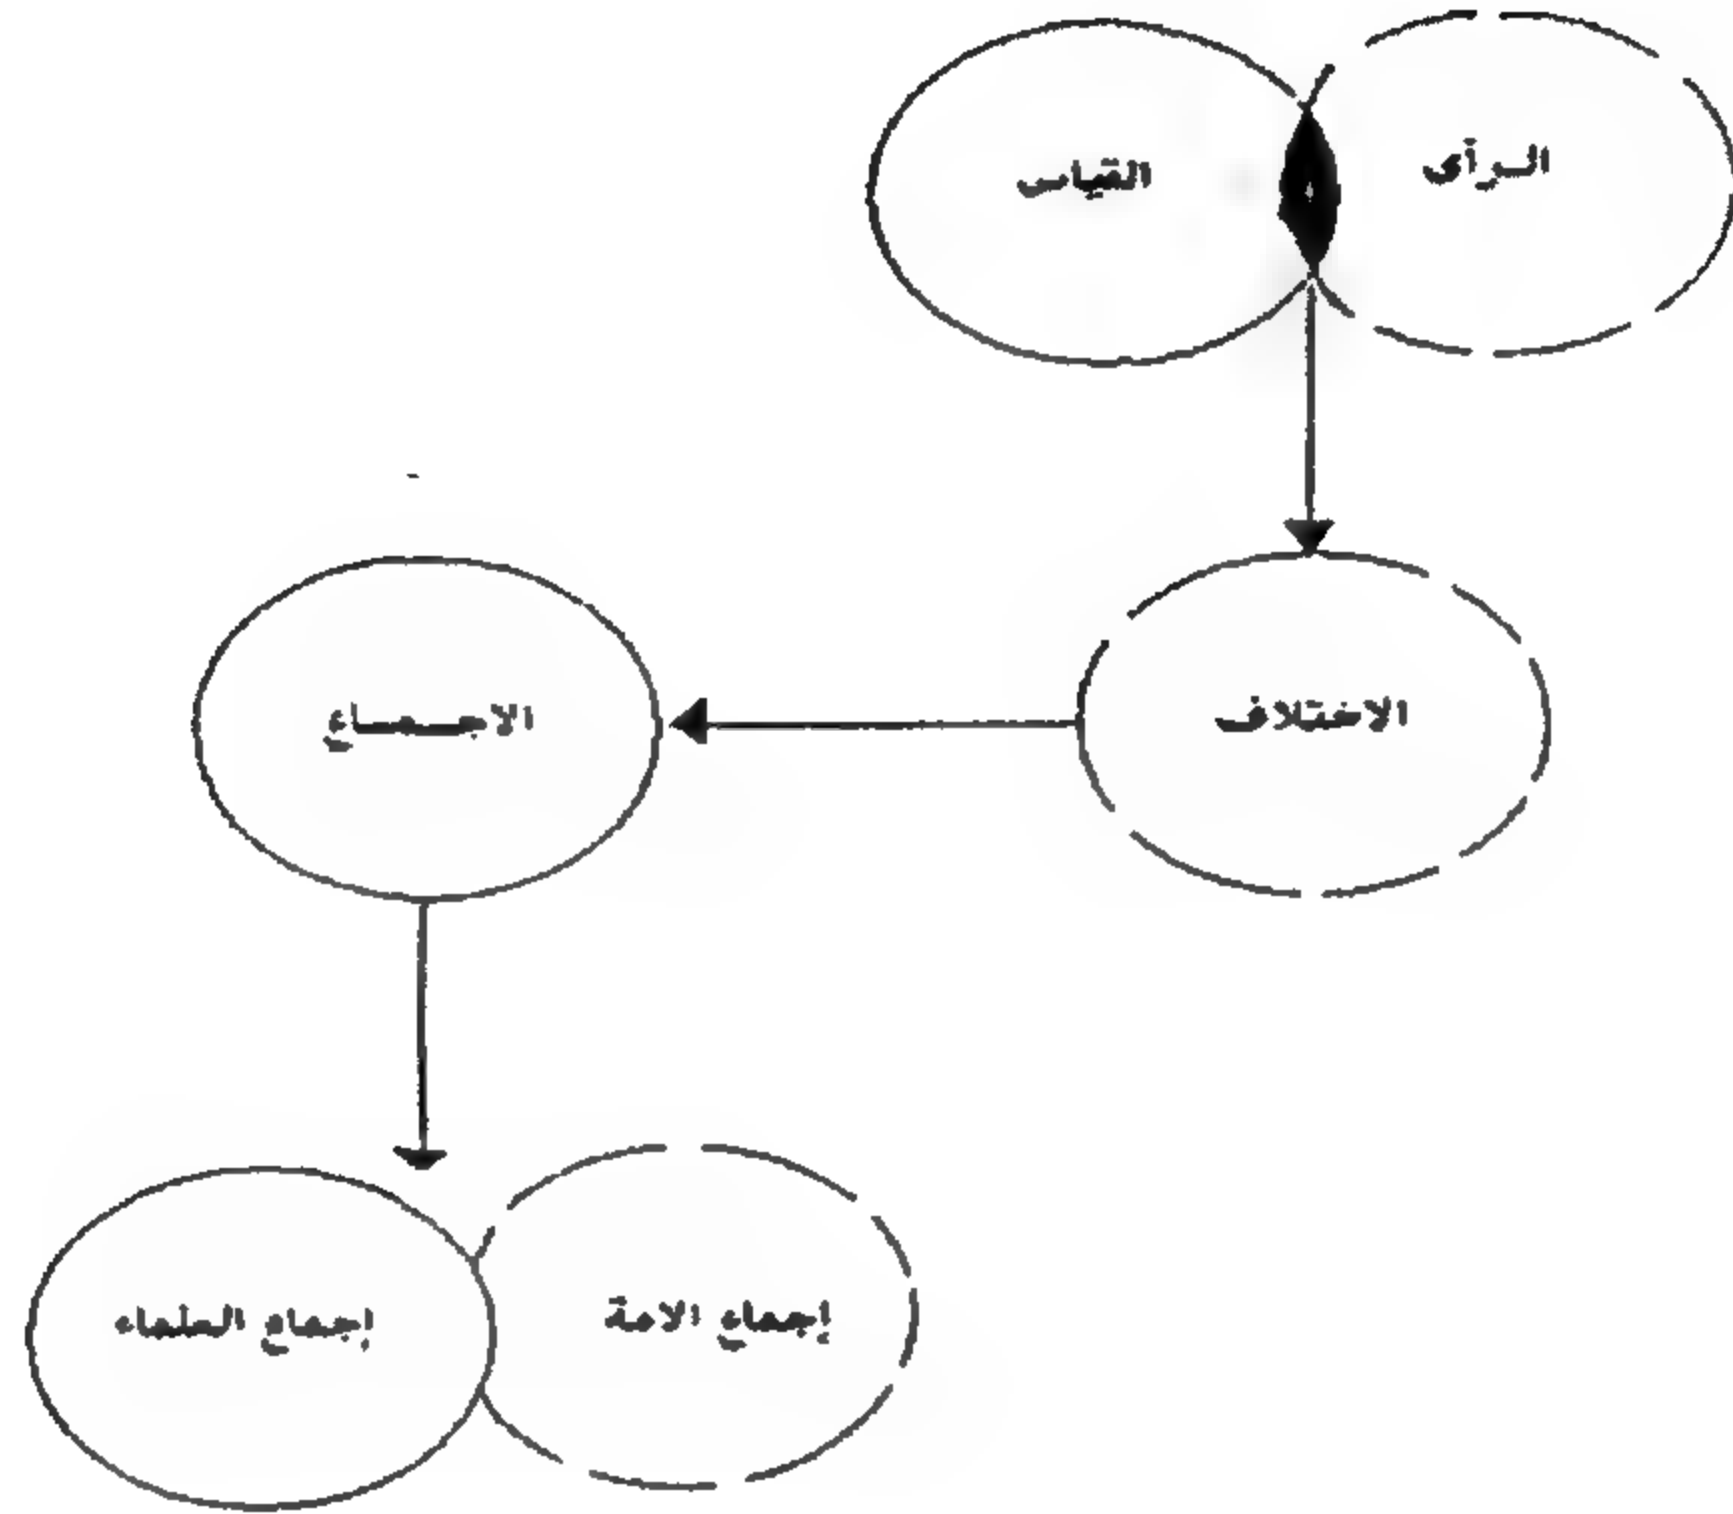 الرأى
القياس
الاختلاف
الاجماع
إجماع الامة
إجماع العلماء